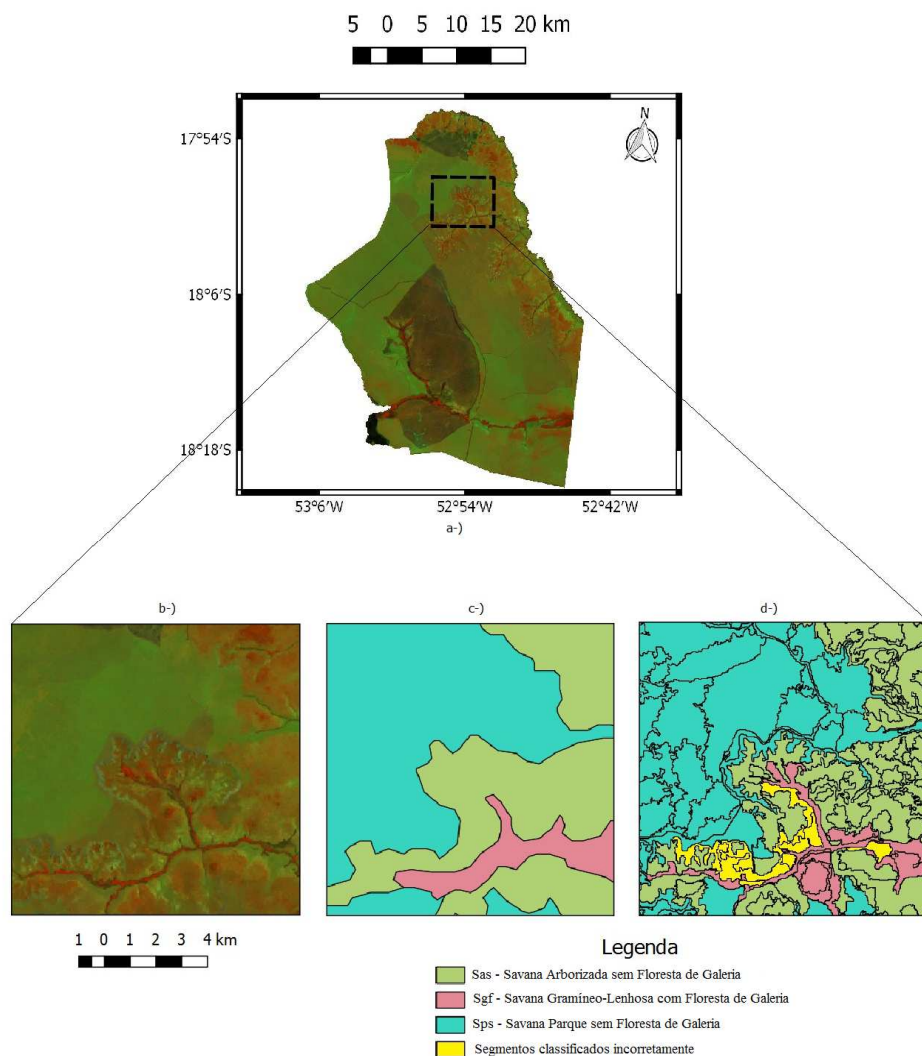 5 0 5 10 15 20 km
N
17°54'S
18°6'S
18°18'S
53°6'W 52°54'W 52°42'W
a-)
b-) c-) d-)
1 0 1 2 3 4 km
Legenda
Sas - Savana Arborizada sem Floresta de Galeria
Sgf - Savana Gramíneo-Lenhosa com Floresta de Galeria
Sps - Savana Parque sem Floresta de Galeria
Segmentos classificados incorretamente